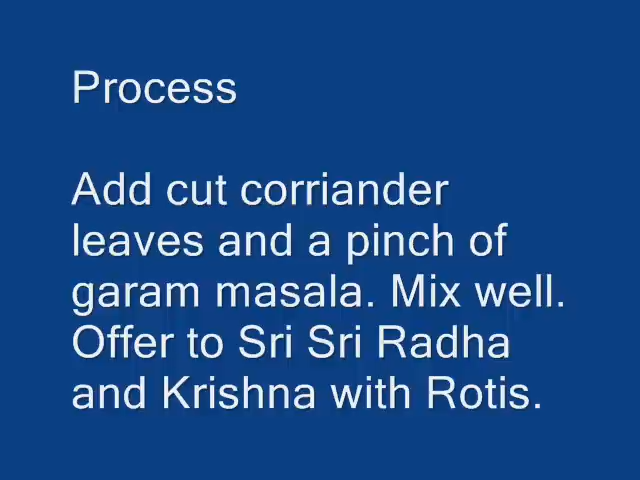 Process
Add cut corriander
leaves and a pinch of
garam masala. Mix well.
Offer to Sri Sri Radha
and Krishna with Rotis.